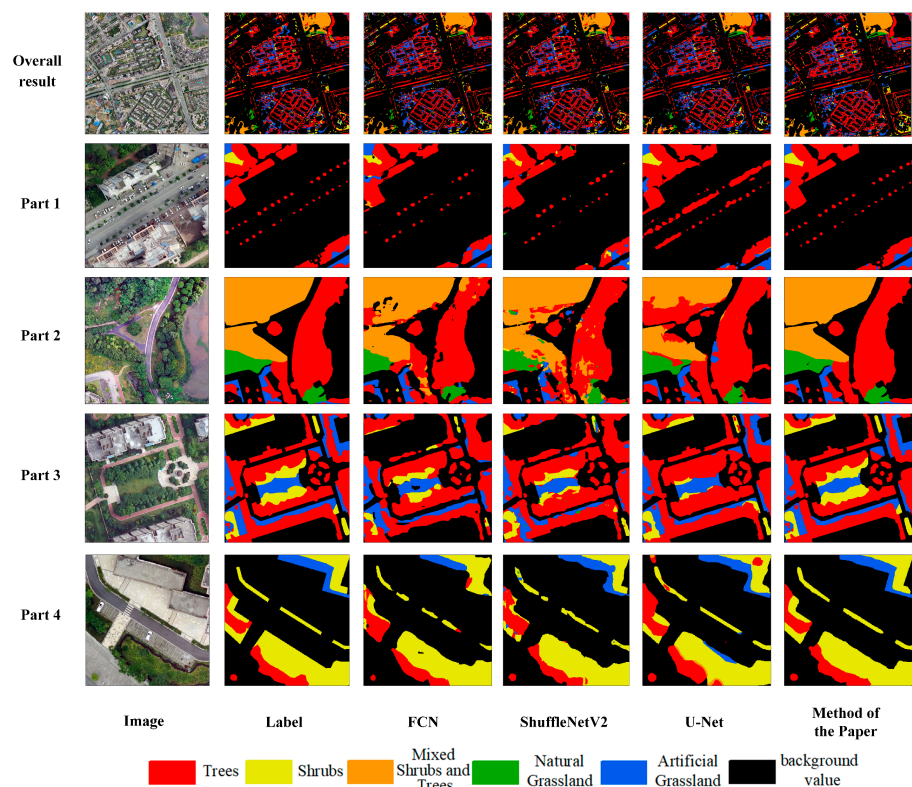 Overall
result
Part 1
Part 2
Part 3
Part 4
Image
Label
FCN
ShuffleNetV2
U-Net
Method of
the Paper
Trees
Shrubs
Mixed
Shrubs and
Trees
Natural
Grassland
Artificial
Grassland
background
value